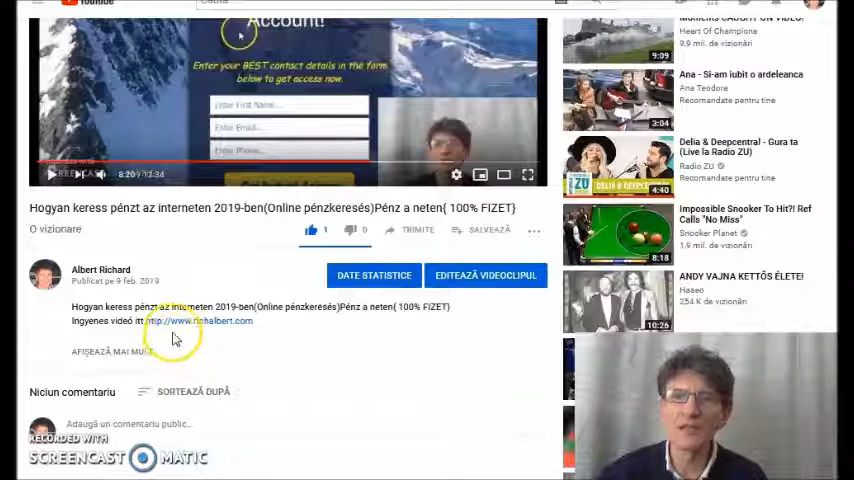 YouTube
Account!
Enter your BEST contact details in the form
below to get access now.
Enter First Name...
Enter Email...
Enter Phone...
8:20 / 12:34
Hogyan keress pénzt az interneten 2019-ben(Online pénzkeresés)Pénz a neten{ 100% FIZET}
0 vizionare
1
0
TRIMITE
SALVEAZĂ
Albert Richard
Publicat pe 9 feb. 2019
DATE STATISTICE
EDITEAZĂ VIDEOCLIPUL
Hogyan keress pénzt az interneten 2019-ben(Online pénzkeresés)Pénz a neten{ 100% FIZET}
Ingyenes videó itt http://www.richalbert.com
AFIȘEAZĂ MAI MULT
Niciun comentariu
SORTEAZĂ DUPĂ
Adaugă un comentariu public...
RECORDED WITH
SCREENCAST MATIC
Moments CAUGHT ON VIDEO!
Heart Of Champions
9,9 mil. de vizionări
9:09
Ana - Si-am iubit o ardeleanca
Ana Teodora
Recomandate pentru tine
3:04
Delia & Deepcentral - Gura ta
(Live la Radio ZU)
Radio ZU
Recomandate pentru tine
DELIA & DEEPCENTRAL
4:40
Impossible Snooker To Hit?! Ref
Calls "No Miss"
Snooker Planet
1,9 mil. de vizionări
8:18
ANDY VAJNA KETTŐS ÉLETE!
Haseo
254 K de vizionări
10:26